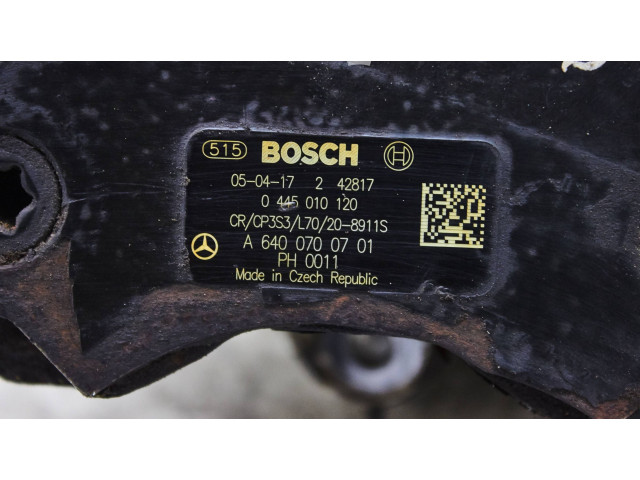 515 BOSCH
05-04-17 2 42817
0 445 010 120
CR/CP3S3/L70/20-8911S
A 640 070 07 01
PH 0011
Made in Czech Republic